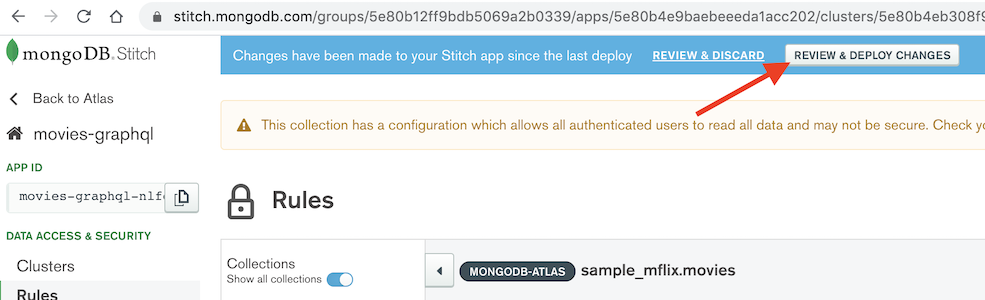 stitch.mongodb.com/groups/5e80b12ff9bdb5069a2b0339/apps/5e80b4e9baebeeeda1acc202/clusters/5e80b4eb308f9
mongoDB. Stitch
Changes have been made to your Stitch app since the last deploy REVIEW & DISCARD REVIEW & DEPLOY CHANGES
Back to Atlas
movies-graphql
This collection has a configuration which allows all authenticated users to read all data and may not be secure. Check
APP ID
movies-graphql-nlf
Rules
DATA ACCESS & SECURITY
Clusters
Rules
Collections
Show all collections
MONGODB-ATLAS sample_mflix.movies